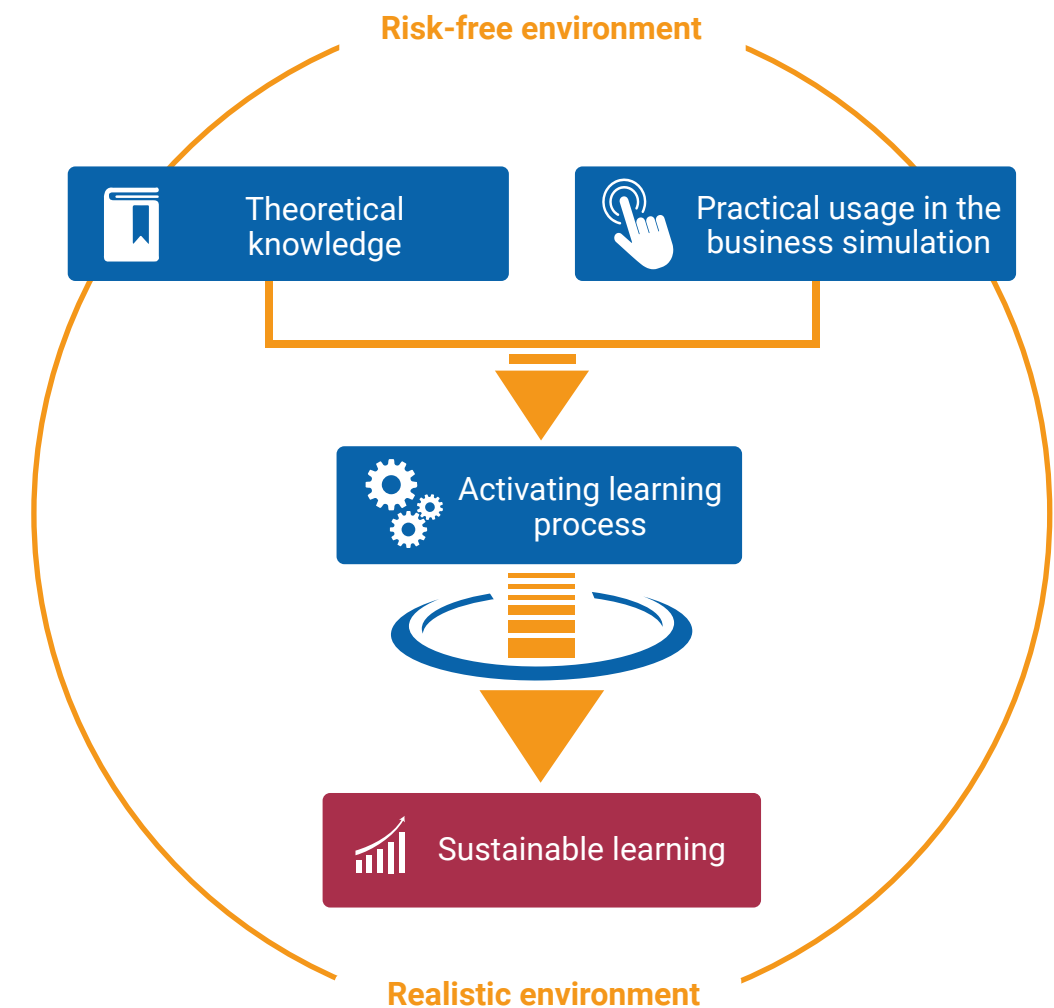 Risk-free environment
Theoretical
knowledge
Practical usage in the
business simulation
Activating learning
process
Sustainable learning
Realistic environment